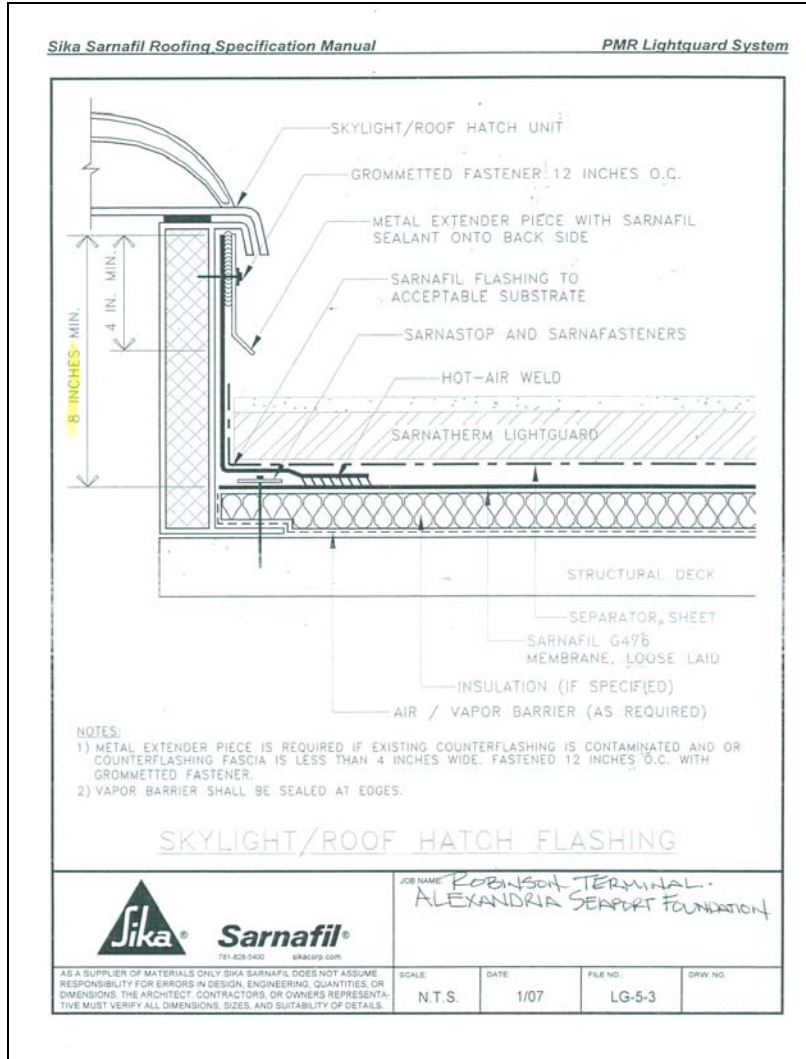 Sika Sarnafil Roofing Specification Manual
PMR Lightguard System
SKYLIGHT/ROOF HATCH UNIT
GROMMETTED FASTENER 12 INCHES O.C.
METAL EXTENDER PIECE WITH SARNAFIL
SEALANT ONTO BACK SIDE
SARNAFIL FLASHING TO
ACCEPTABLE SUBSTRATE
SARNASTOP AND SARNAFASTENERS
HOT-AIR WELD
4 IN. MIN.
8 INCHES MIN.
SARNATHERM LIGHTGUARD
STRUCTURAL DECK
SEPARATOR SHEET
SARNAFIL G476
MEMBRANE, LOOSE LAID
INSULATION (IF SPECIFIED)
AIR / VAPOR BARRIER (AS REQUIRED)
NOTES:
1) METAL EXTENDER PIECE IS REQUIRED IF EXISTING COUNTERFLASHING IS CONTAMINATED AND OR
COUNTERFLASHING FASCIA IS LESS THAN 4 INCHES WIDE. FASTENED 12 INCHES O.C. WITH
GROMMETTED FASTENER.
2) VAPOR BARRIER SHALL BE SEALED AT EDGES.
SKYLIGHT/ROOF HATCH FLASHING
Sika®
Sarnafil®
781-828-5400 sikacorp.com
JOB NAME: ROBINSON TERMINAL.
ALEXANDRIA SEAPORT FOUNDATION
AS A SUPPLIER OF MATERIALS ONLY SIKA SARNAFIL DOES NOT ASSUME
RESPONSIBILITY FOR ERRORS IN DESIGN, ENGINEERING, QUANTITIES, OR
DIMENSIONS. THE ARCHITECT, CONTRACTORS, OR OWNERS REPRESENTA-
TIVE MUST VERIFY ALL DIMENSIONS, SIZES, AND SUITABILITY OF DETAILS.
SCALE:
N.T.S.
DATE:
1/07
FILE NO.:
LG-5-3
DRW. NO.